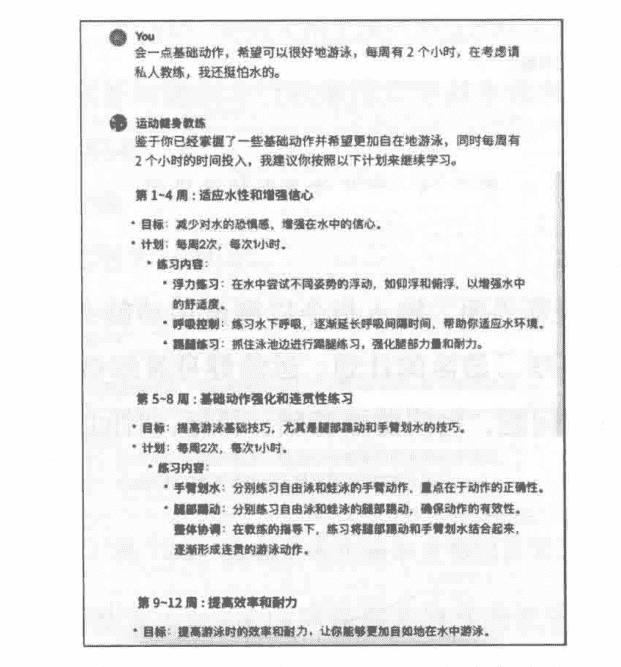 You
会一点基础动作，希望可以很好地游泳，每周有 2 个小时，在考虑请
私人教练，我还挺怕水的。
运动健身教练
鉴于你已经掌握了一些基础动作并希望更加自在地游泳，同时每周有
2 个小时的时间投入，我建议你按照以下计划来继续学习。
第 1~4 周：适应水性和增强信心
• 目标：减少对水的恐惧感，增强在水中的信心。
• 计划：每周2次，每次1小时。
• 练习内容：
• 浮力练习：在水中尝试不同姿势的浮动，如仰浮和俯浮，以增强水中
的舒适度。
• 呼吸控制：练习水下呼吸，逐渐延长呼吸间隔时间，帮助你适应水环境。
• 踢腿练习：抓住泳池边进行踢腿练习，强化腿部力量和耐力。
第 5~8 周：基础动作强化和连贯性练习
• 目标：提高游泳基础技巧，尤其是腿部踢动和手臂划水的技巧。
• 计划：每周2次，每次1小时。
• 练习内容：
• 手臂划水：分别练习自由泳和蛙泳的手臂动作，重点在于动作的正确性。
• 腿部踢动：分别练习自由泳和蛙泳的腿部踢动，确保动作的有效性。
整体协调：在教练的指导下，练习将腿部踢动和手臂划水结合起来，
逐渐形成连贯的游泳动作。
第 9~12 周：提高效率和耐力
• 目标：提高游泳时的效率和耐力，让你能够更加自如地在水中游泳。